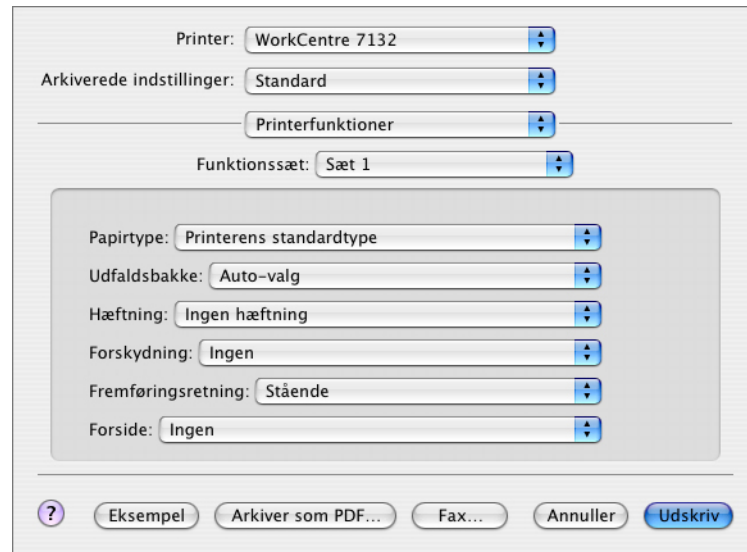 Printer: WorkCentre 7132
Arkiverede indstillinger: Standard
Printerfunktioner
Funktionssæt: Sæt 1
Papirtype: Printerens standardtype
Udfaldsbakke: Auto-valg
Hæftning: Ingen hæftning
Forskydning: Ingen
Fremføringsretning: Stående
Forside: Ingen
? Eksempel Arkiver som PDF... Fax... Annuller Udskriv